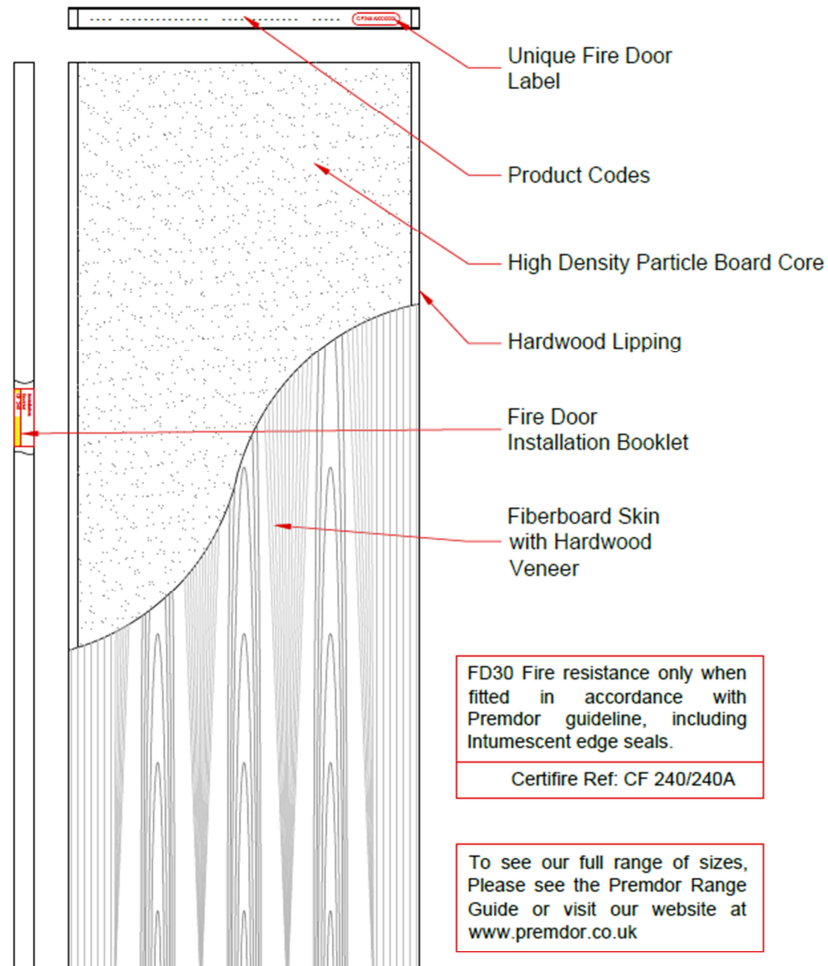 Unique Fire Door
Label
Product Codes
High Density Particle Board Core
Hardwood Lipping
Fire Door
Installation Booklet
Fiberboard Skin
with Hardwood
Veneer
FD30 Fire resistance only when
fitted in accordance with
Premdor guideline, including
Intumescent edge seals.
Certifire Ref: CF 240/240A
To see our full range of sizes,
Please see the Premdor Range
Guide or visit our website at
www.premdor.co.uk